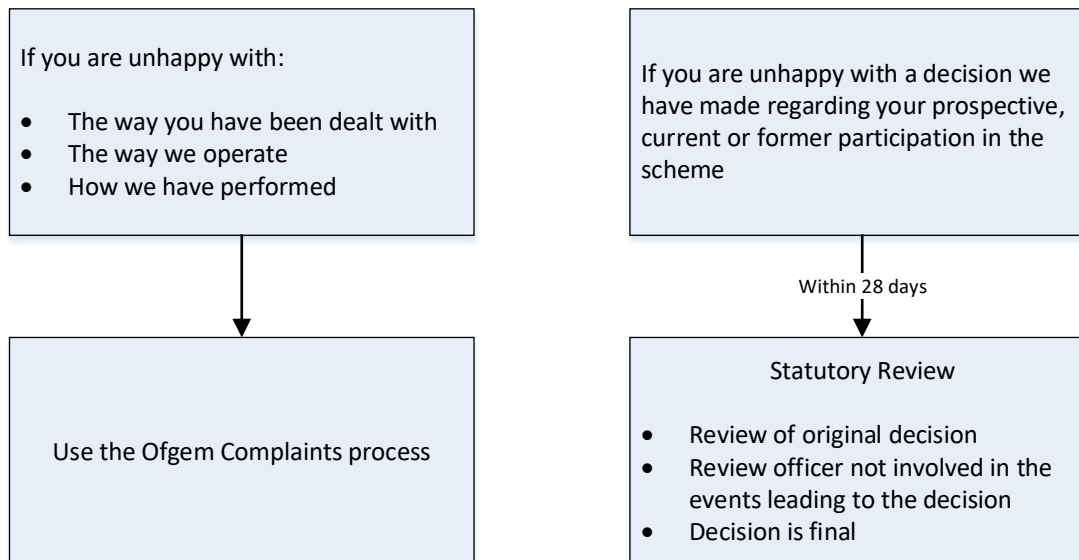 If you are unhappy with:
• The way you have been dealt with
• The way we operate
• How we have performed
Use the Ofgem Complaints process
If you are unhappy with a decision we
have made regarding your prospective,
current or former participation in the
scheme
Within 28 days
Statutory Review
• Review of original decision
• Review officer not involved in the
events leading to the decision
• Decision is final